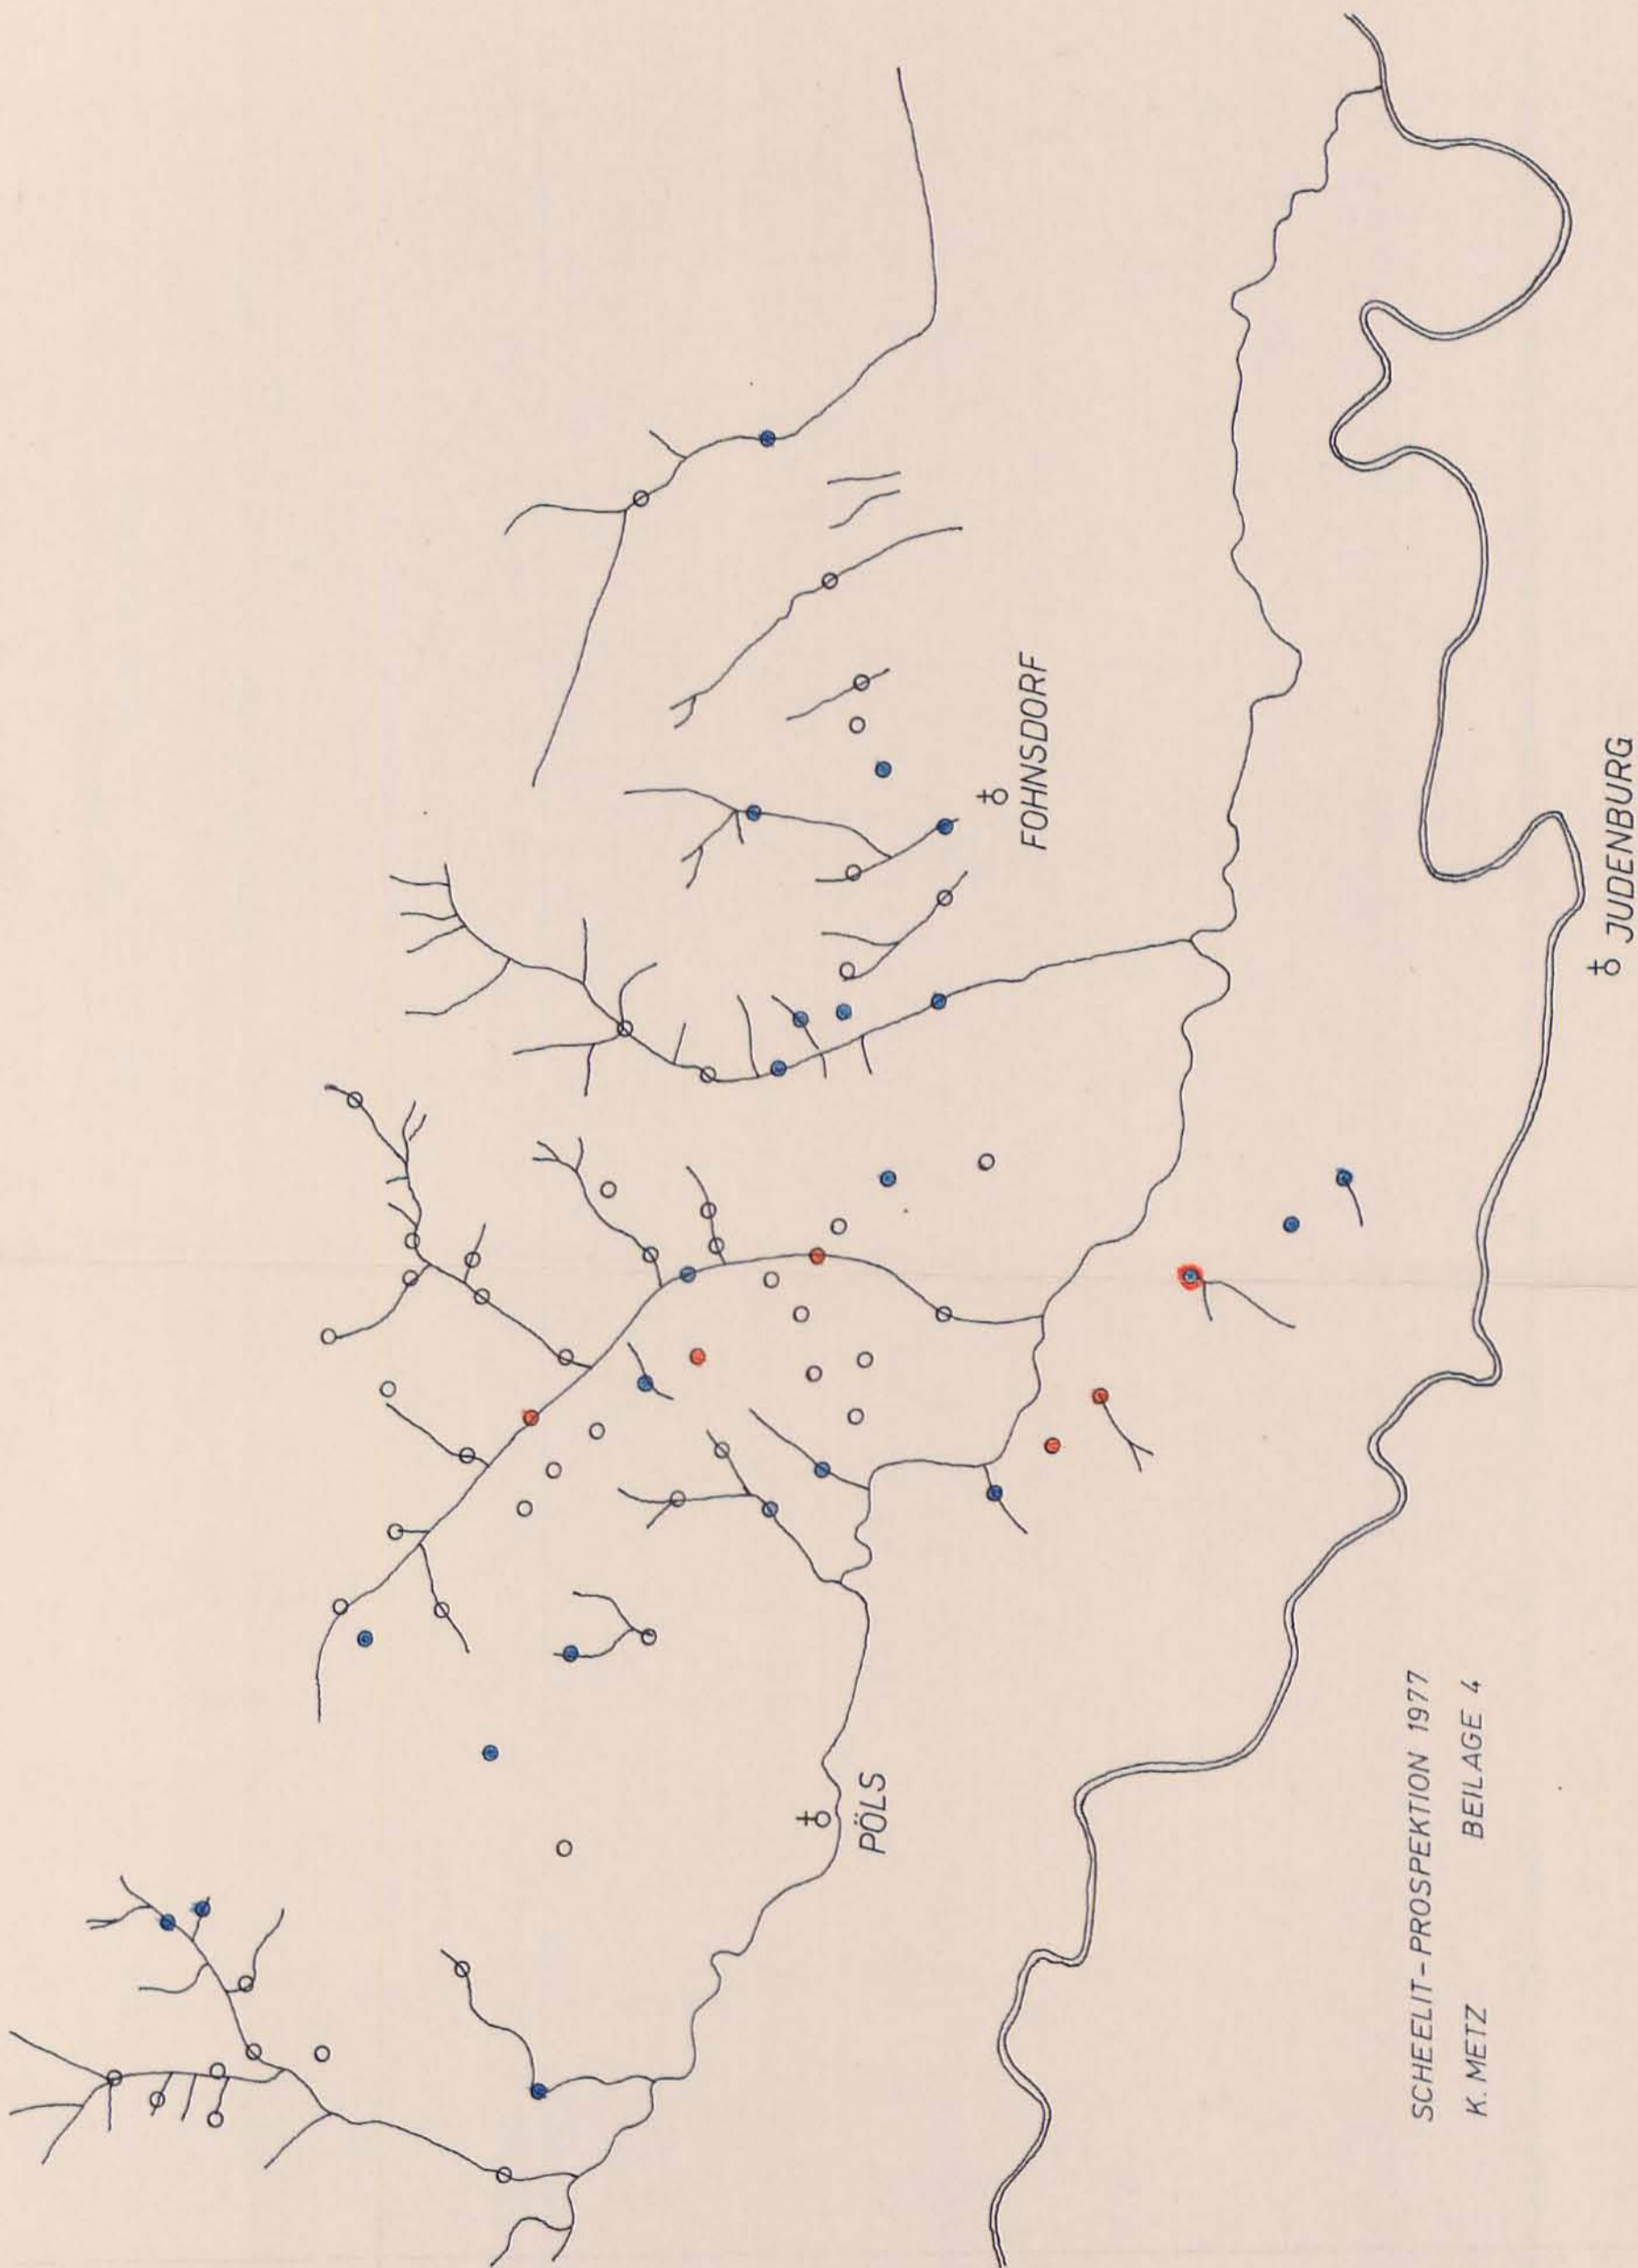 FOHNSDORF
JUDENBURG
PÖLS
SCHEELIT-PROSPEKTION 1977
K. METZ BEILAGE 4